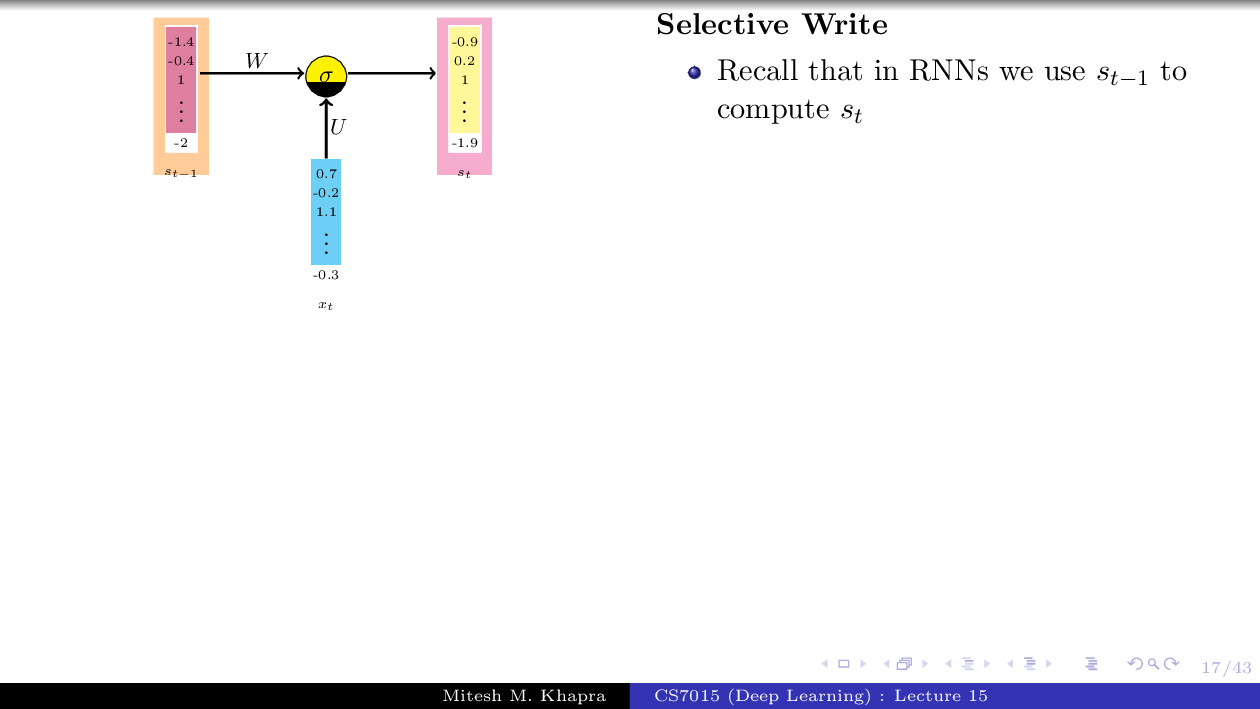 Selective Write
Recall that in RNNs we use s_{t−1} to
compute s_t
-1.4
-0.4
1
⋮
-2
s_{t−1}
W
σ
U
0.7
-0.2
1.1
⋮
-0.3
x_t
-0.9
0.2
1
⋮
-1.9
s_t
17/43
Mitesh M. Khapra
CS7015 (Deep Learning) : Lecture 15